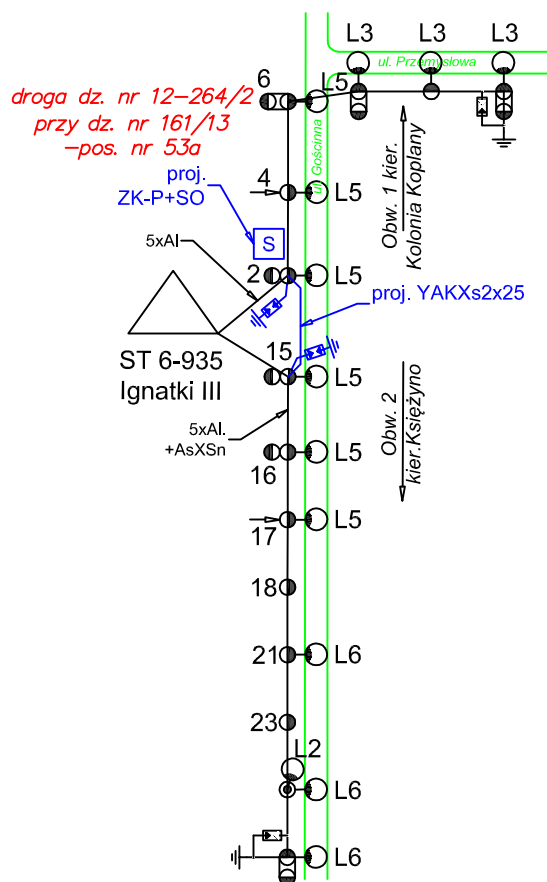 L3
L3
L3
ul. Przemysłowa
6
L5
droga dz. nr 12-264/2
przy dz. nr 161/13
-pos. nr 53a
ul. Gościnna
Obw. 1 kier.
Kolonia Koplany
proj.
ZK-P+SO
4
L5
5xAl
S
2
L5
proj. YAKXs2x25
ST 6-935
Ignatki III
15
L5
Obw. 2
kier.Księżyno
5xAl.
+AsXSn
16
L5
17
L5
18
21
L6
23
L2
L6
L6